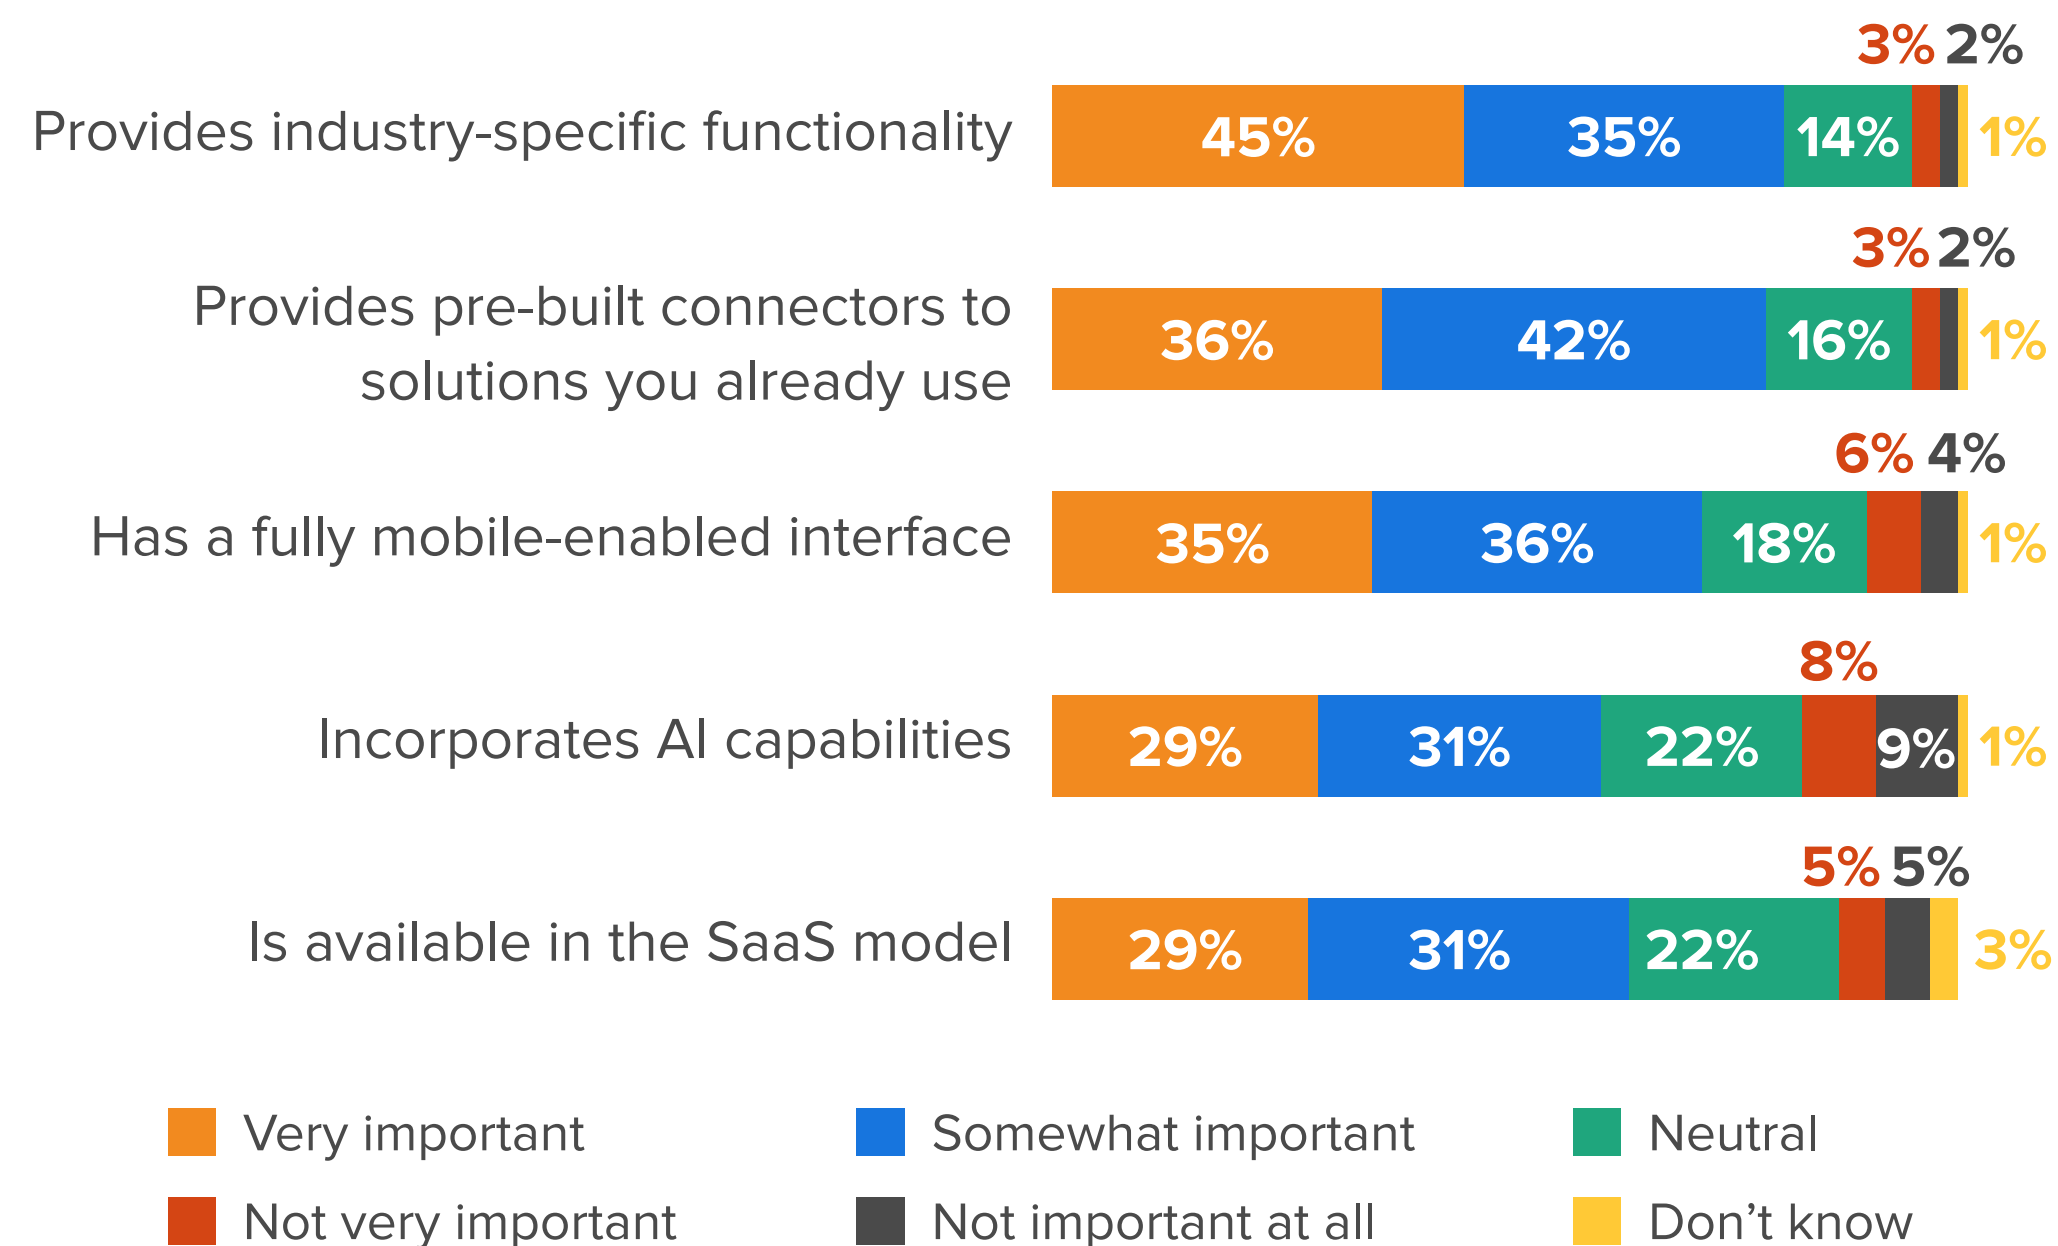 3% 2%
Provides industry-specific functionality 45% 35% 14% 1%
3% 2%
Provides pre-built connectors to
solutions you already use 36% 42% 16% 1%
6% 4%
Has a fully mobile-enabled interface 35% 36% 18% 1%
8%
Incorporates AI capabilities 29% 31% 22% 9% 1%
5% 5%
Is available in the SaaS model 29% 31% 22% 3%
Very important Somewhat important Neutral
Not very important Not important at all Don’t know